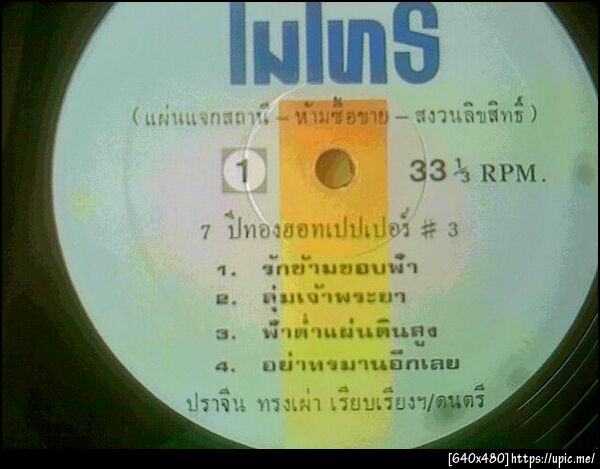 ไมโทร
(แผ่นแจกสถานี – ห้ามซื้อขาย – สงวนลิขสิทธิ์)
1 33 ⅓ RPM.
7 ปีทองฮอทเปปเปอร์ # 3
1. รักข้ามขอบฟ้า
2. ลุ่มเจ้าพระยา
3. ฟ้าต่ำแผ่นดินสูง
4. อย่าทรมานอีกเลย
ปราจีน ทรงเผ่า เรียบเรียงฯ/ดนตรี
[640x480]https://upic.me/